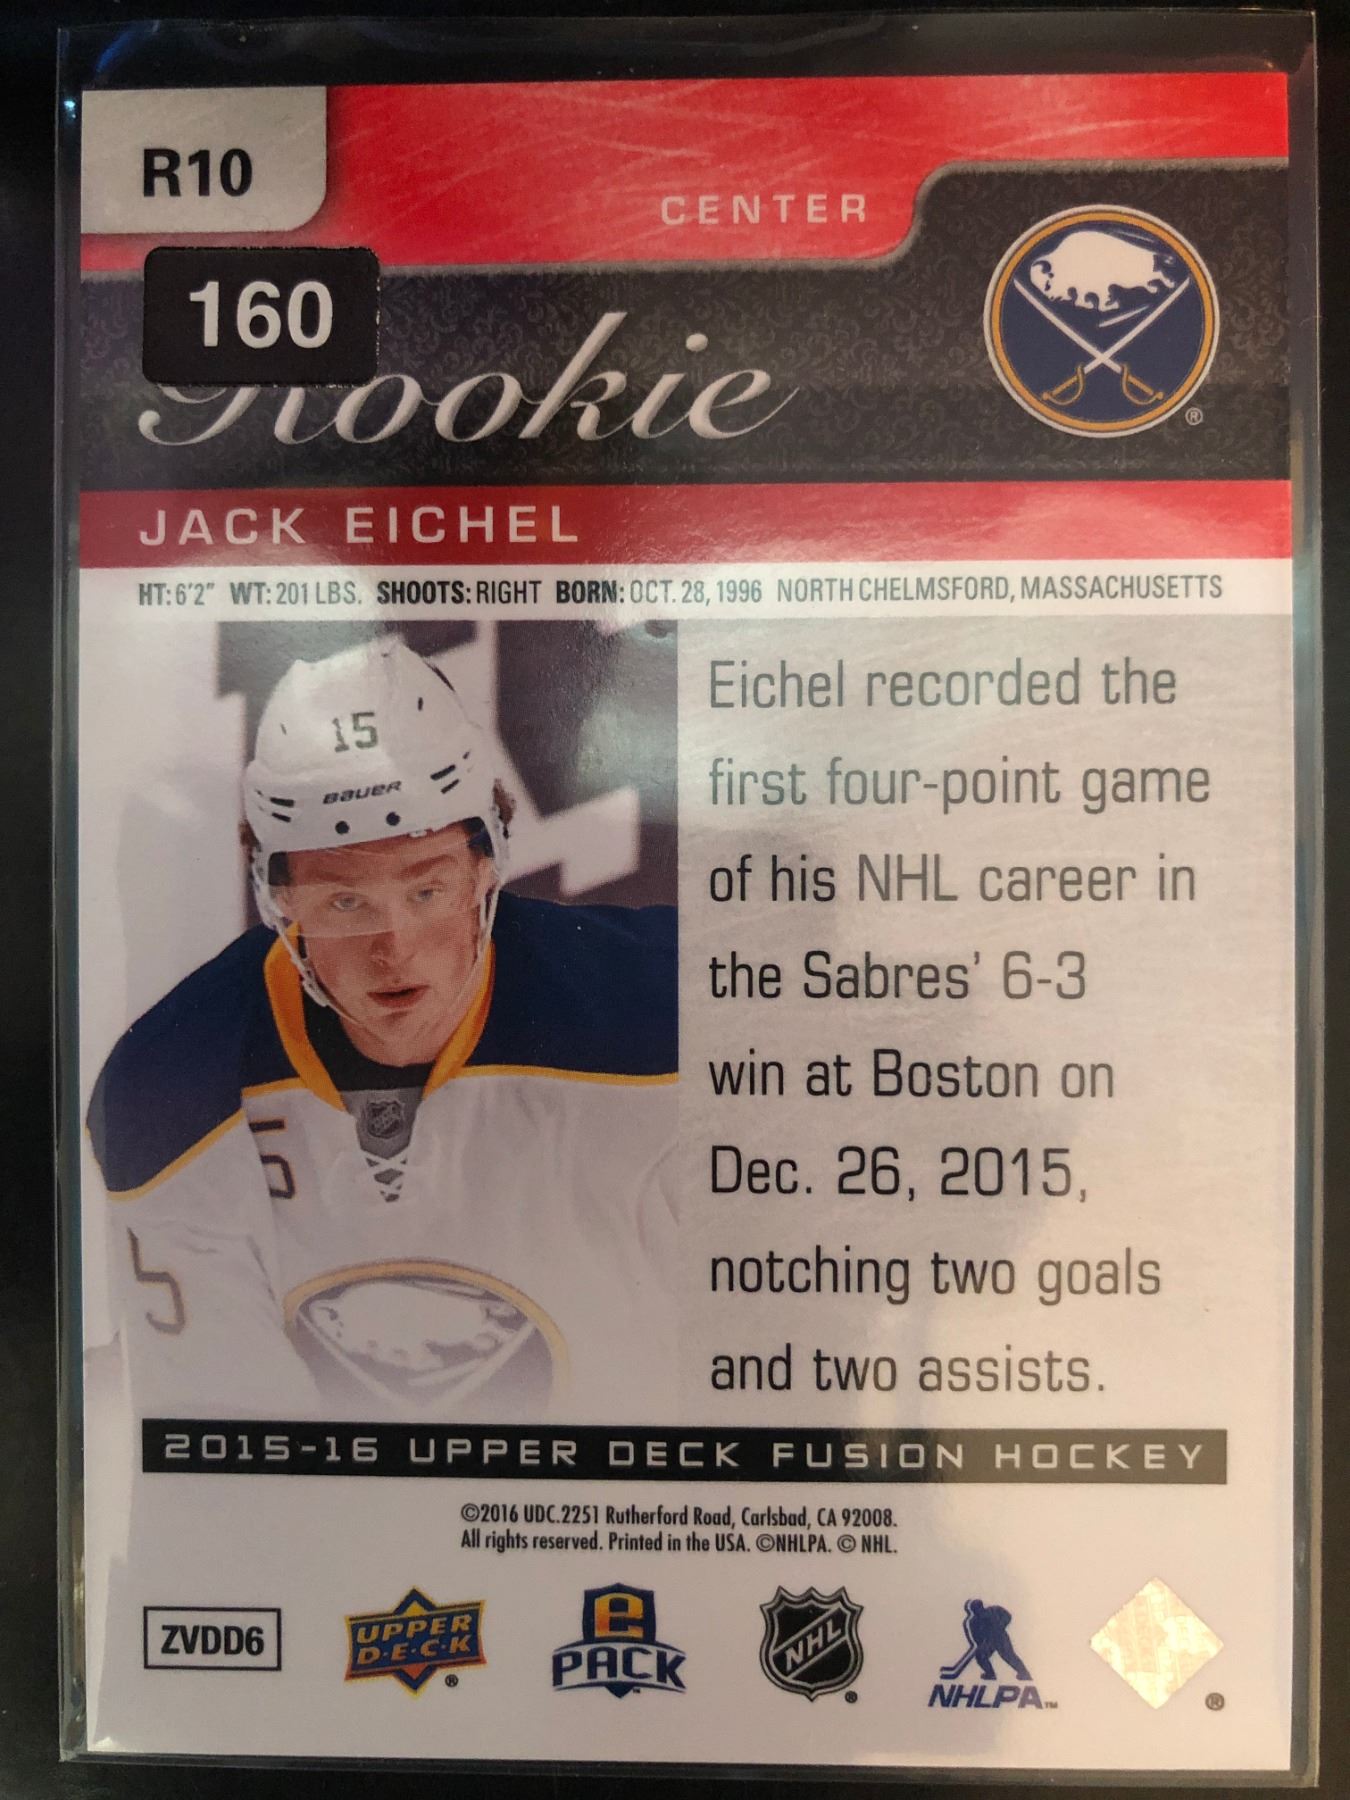 R10
CENTER
160
Rookie
®
JACK EICHEL
HT: 6'2" WT: 201 LBS. SHOOTS: RIGHT BORN: OCT. 28, 1996 NORTH CHELMSFORD, MASSACHUSETTS
15
BAUER
Eichel recorded the
first four-point game
of his NHL career in
the Sabres' 6-3
win at Boston on
Dec. 26, 2015,
notching two goals
and two assists.
5
5
2015-16 UPPER DECK FUSION HOCKEY
©2016 UDC. 2251 Rutherford Road, Carlsbad, CA 92008.
All rights reserved. Printed in the USA. ©NHLPA. © NHL.
ZVDD6
UPPER
D·E·C·K
®
e
PACK
™
NHL
®
NHLPA™
®